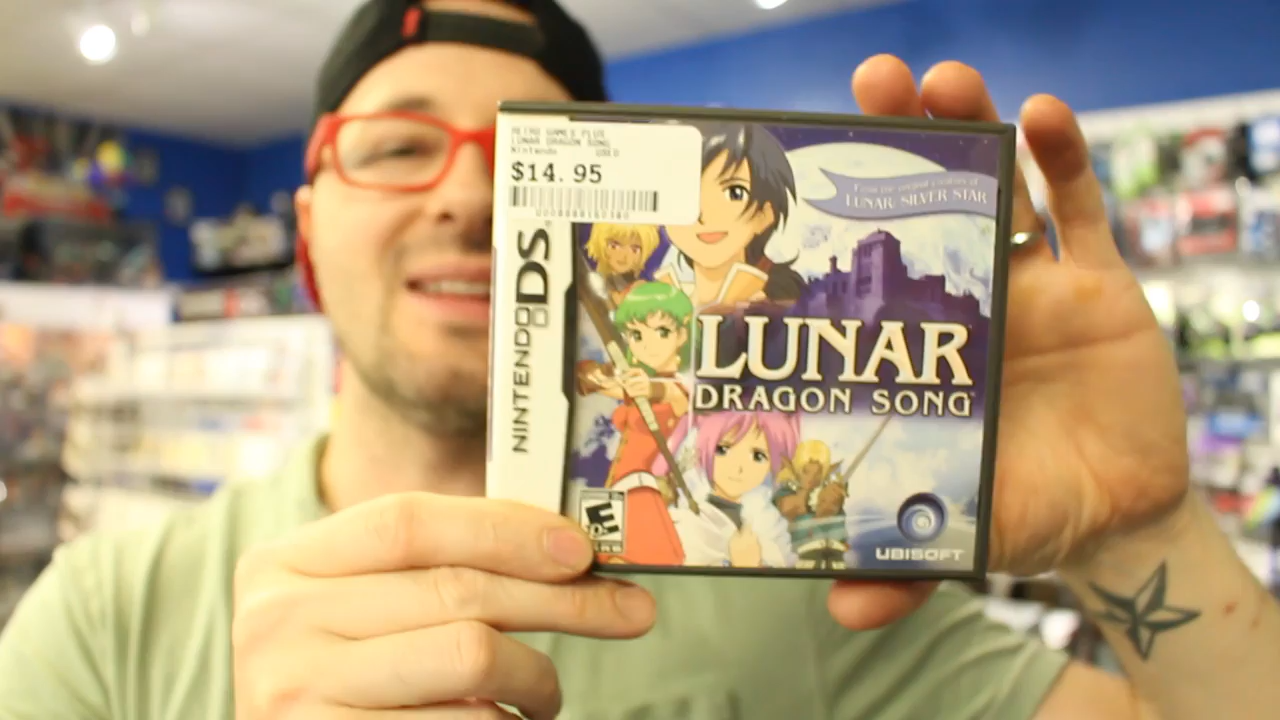 RETRO GAMES PLUS
LUNAR DRAGON SONG
Nintendo USED
$14.95
NINTENDO DS
From the original creators of
LUNAR: SILVER STAR
LUNAR
DRAGON SONG
E
UBISOFT